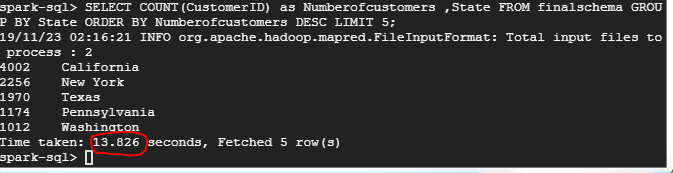 spark-sql> SELECT COUNT(CustomerID) as Numberofcustomers ,State FROM finalschema GROU
P BY State ORDER BY Numberofcustomers DESC LIMIT 5;
19/11/23 02:16:21 INFO org.apache.hadoop.mapred.FileInputFormat: Total input files to
process : 2
4002 California
2256 New York
1970 Texas
1174 Pennsylvania
1012 Washington
Time taken: 13.826 seconds, Fetched 5 row(s)
spark-sql>